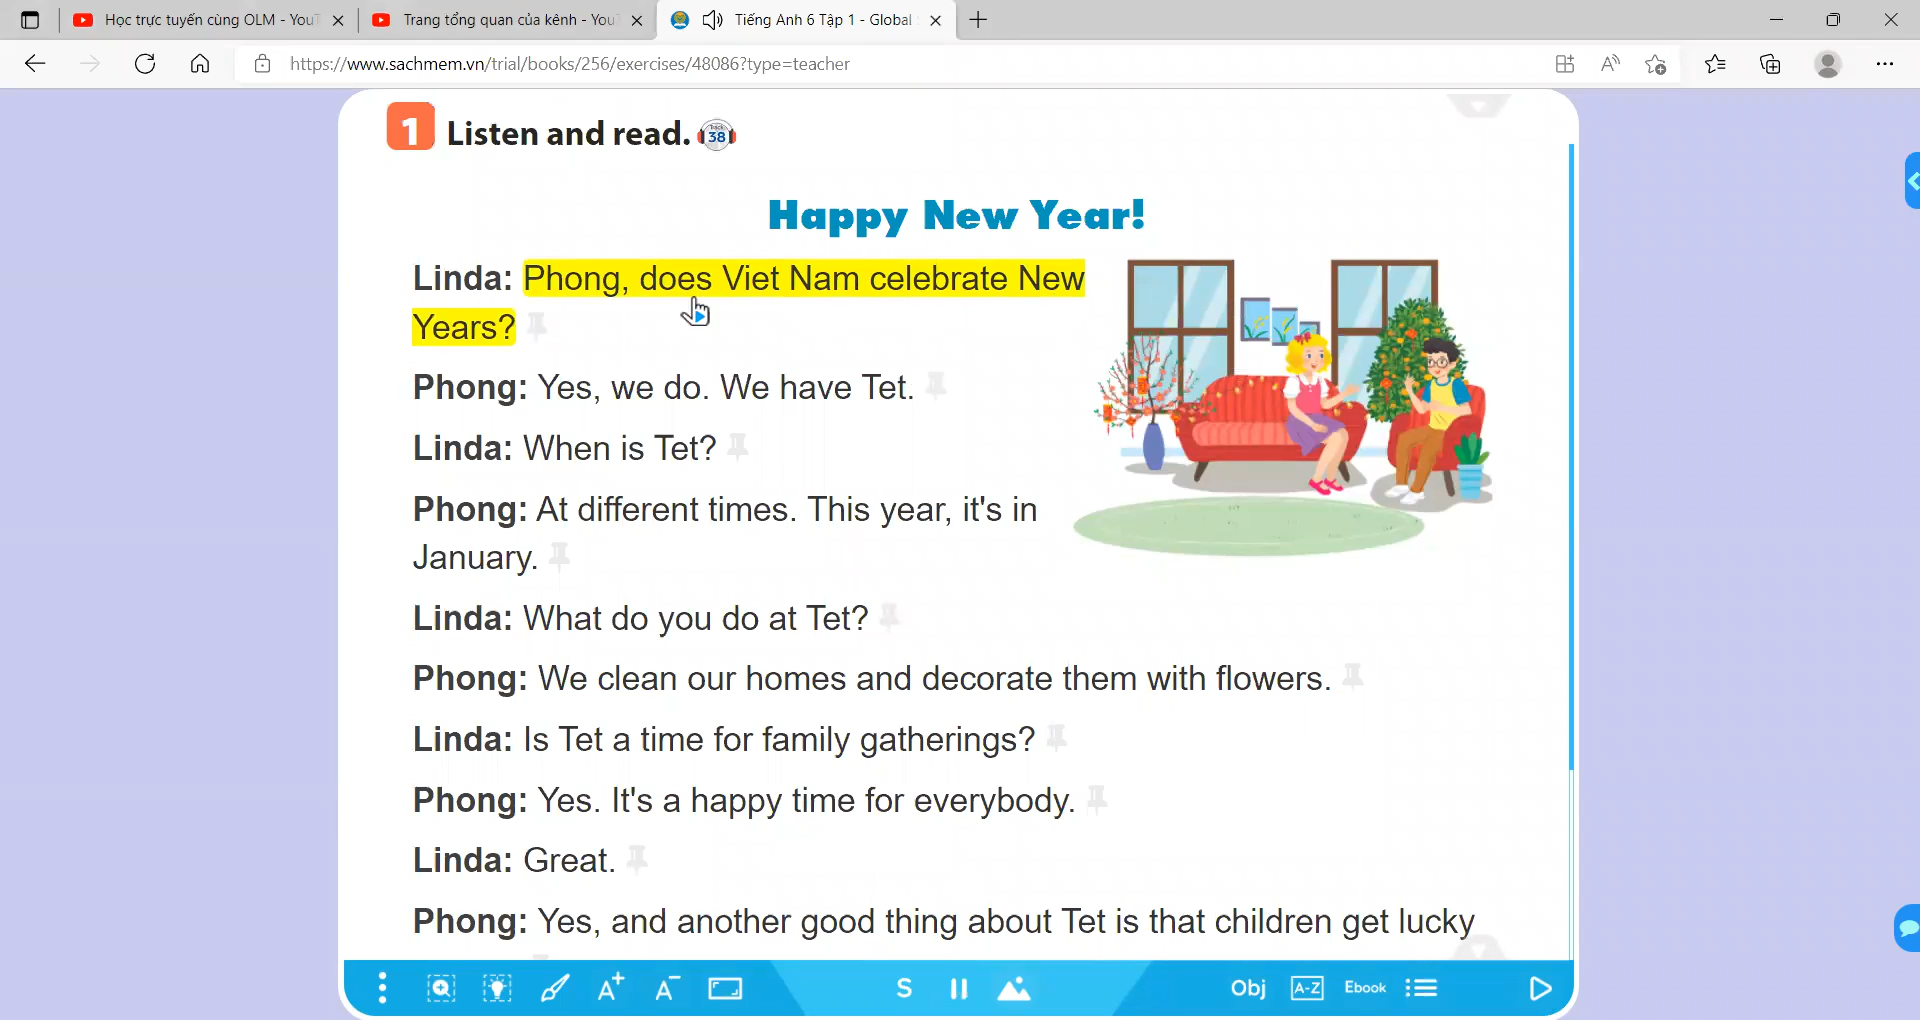 Học trực tuyến cùng OLM - YouT
Trang tổng quan của kênh - You
Tiếng Anh 6 Tập 1 - Global
https://www.sachmem.vn/trial/books/256/exercises/48086?type=teacher
1 Listen and read. Track 38
Happy New Year!
Linda: Phong, does Viet Nam celebrate New
Years?
Phong: Yes, we do. We have Tet.
Linda: When is Tet?
Phong: At different times. This year, it's in
January.
Linda: What do you do at Tet?
Phong: We clean our homes and decorate them with flowers.
Linda: Is Tet a time for family gatherings?
Phong: Yes. It's a happy time for everybody.
Linda: Great.
Phong: Yes, and another good thing about Tet is that children get lucky
A+ A- S Obj A-Z Ebook